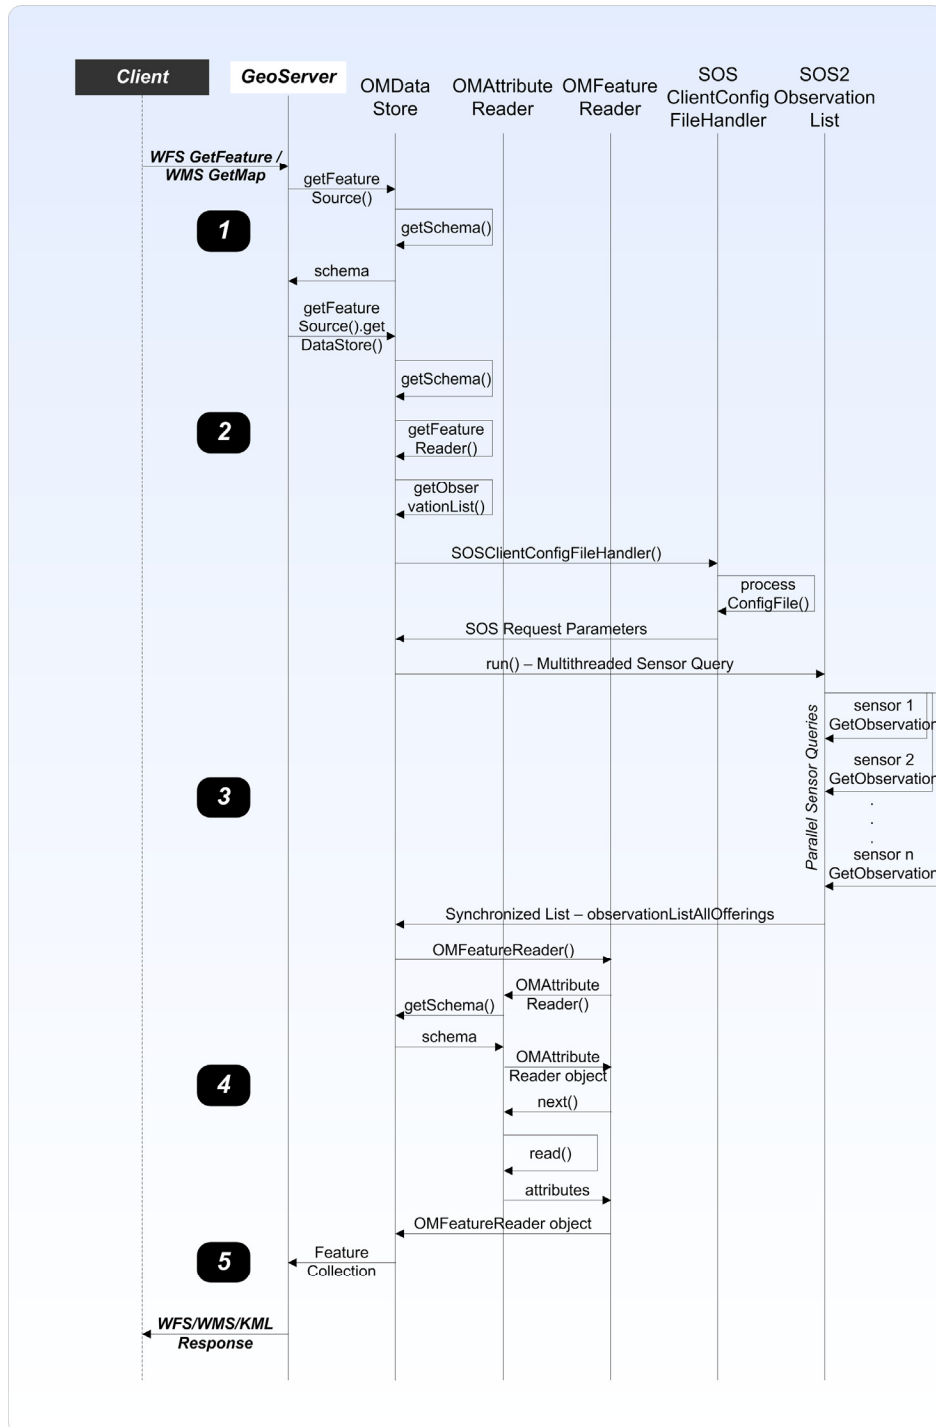 Client
GeoServer
OMData
Store
OMAttribute
Reader
OMFeature
Reader
SOS
ClientConfig
FileHandler
SOS2
Observation
List
WFS GetFeature /
WMS GetMap
getFeature
Source()
1
getSchema()
schema
getFeature
Source().get
DataStore()
getSchema()
2
getFeature
Reader()
getObser
vationList()
SOSClientConfigFileHandler()
process
ConfigFile()
SOS Request Parameters
run() – Multithreaded Sensor Query
Parallel Sensor Queries
sensor 1
GetObservation
sensor 2
GetObservation
.
.
.
sensor n
GetObservation
3
Synchronized List – observationListAllOfferings
OMFeatureReader()
OMAttribute
Reader()
getSchema()
schema
OMAttribute
Reader object
4
next()
read()
attributes
OMFeatureReader object
5
Feature
Collection
WFS/WMS/KML
Response